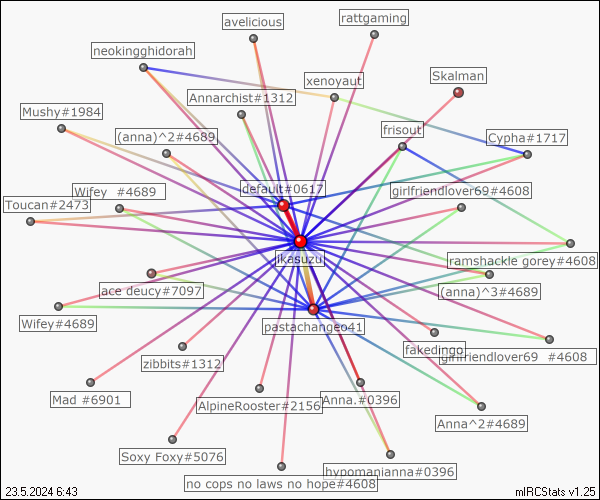 avelicious
rattgaming
neokingghidorah
xenoyaut
Skalman
Annarchist#1312
Mushy#1984
(anna)^2#4689
frisout
Cypha#1717
default#0617
Wifey  #4689
girlfriendlover69#4608
Toucan#2473
jkasuzu
ramshackle gorey#4608
ace deucy#7097
(anna)^3#4689
Wifey#4689
pastachangeo41
fakedingo
girlfriendlover69  #4608
zibbits#1312
Mad #6901
AlpineRooster#2156
Anna.#0396
Anna^2#4689
Soxy Foxy#5076
hypomanianna#0396
no cops no laws no hope#4608
23.5.2024 6:43
mIRCStats v1.25